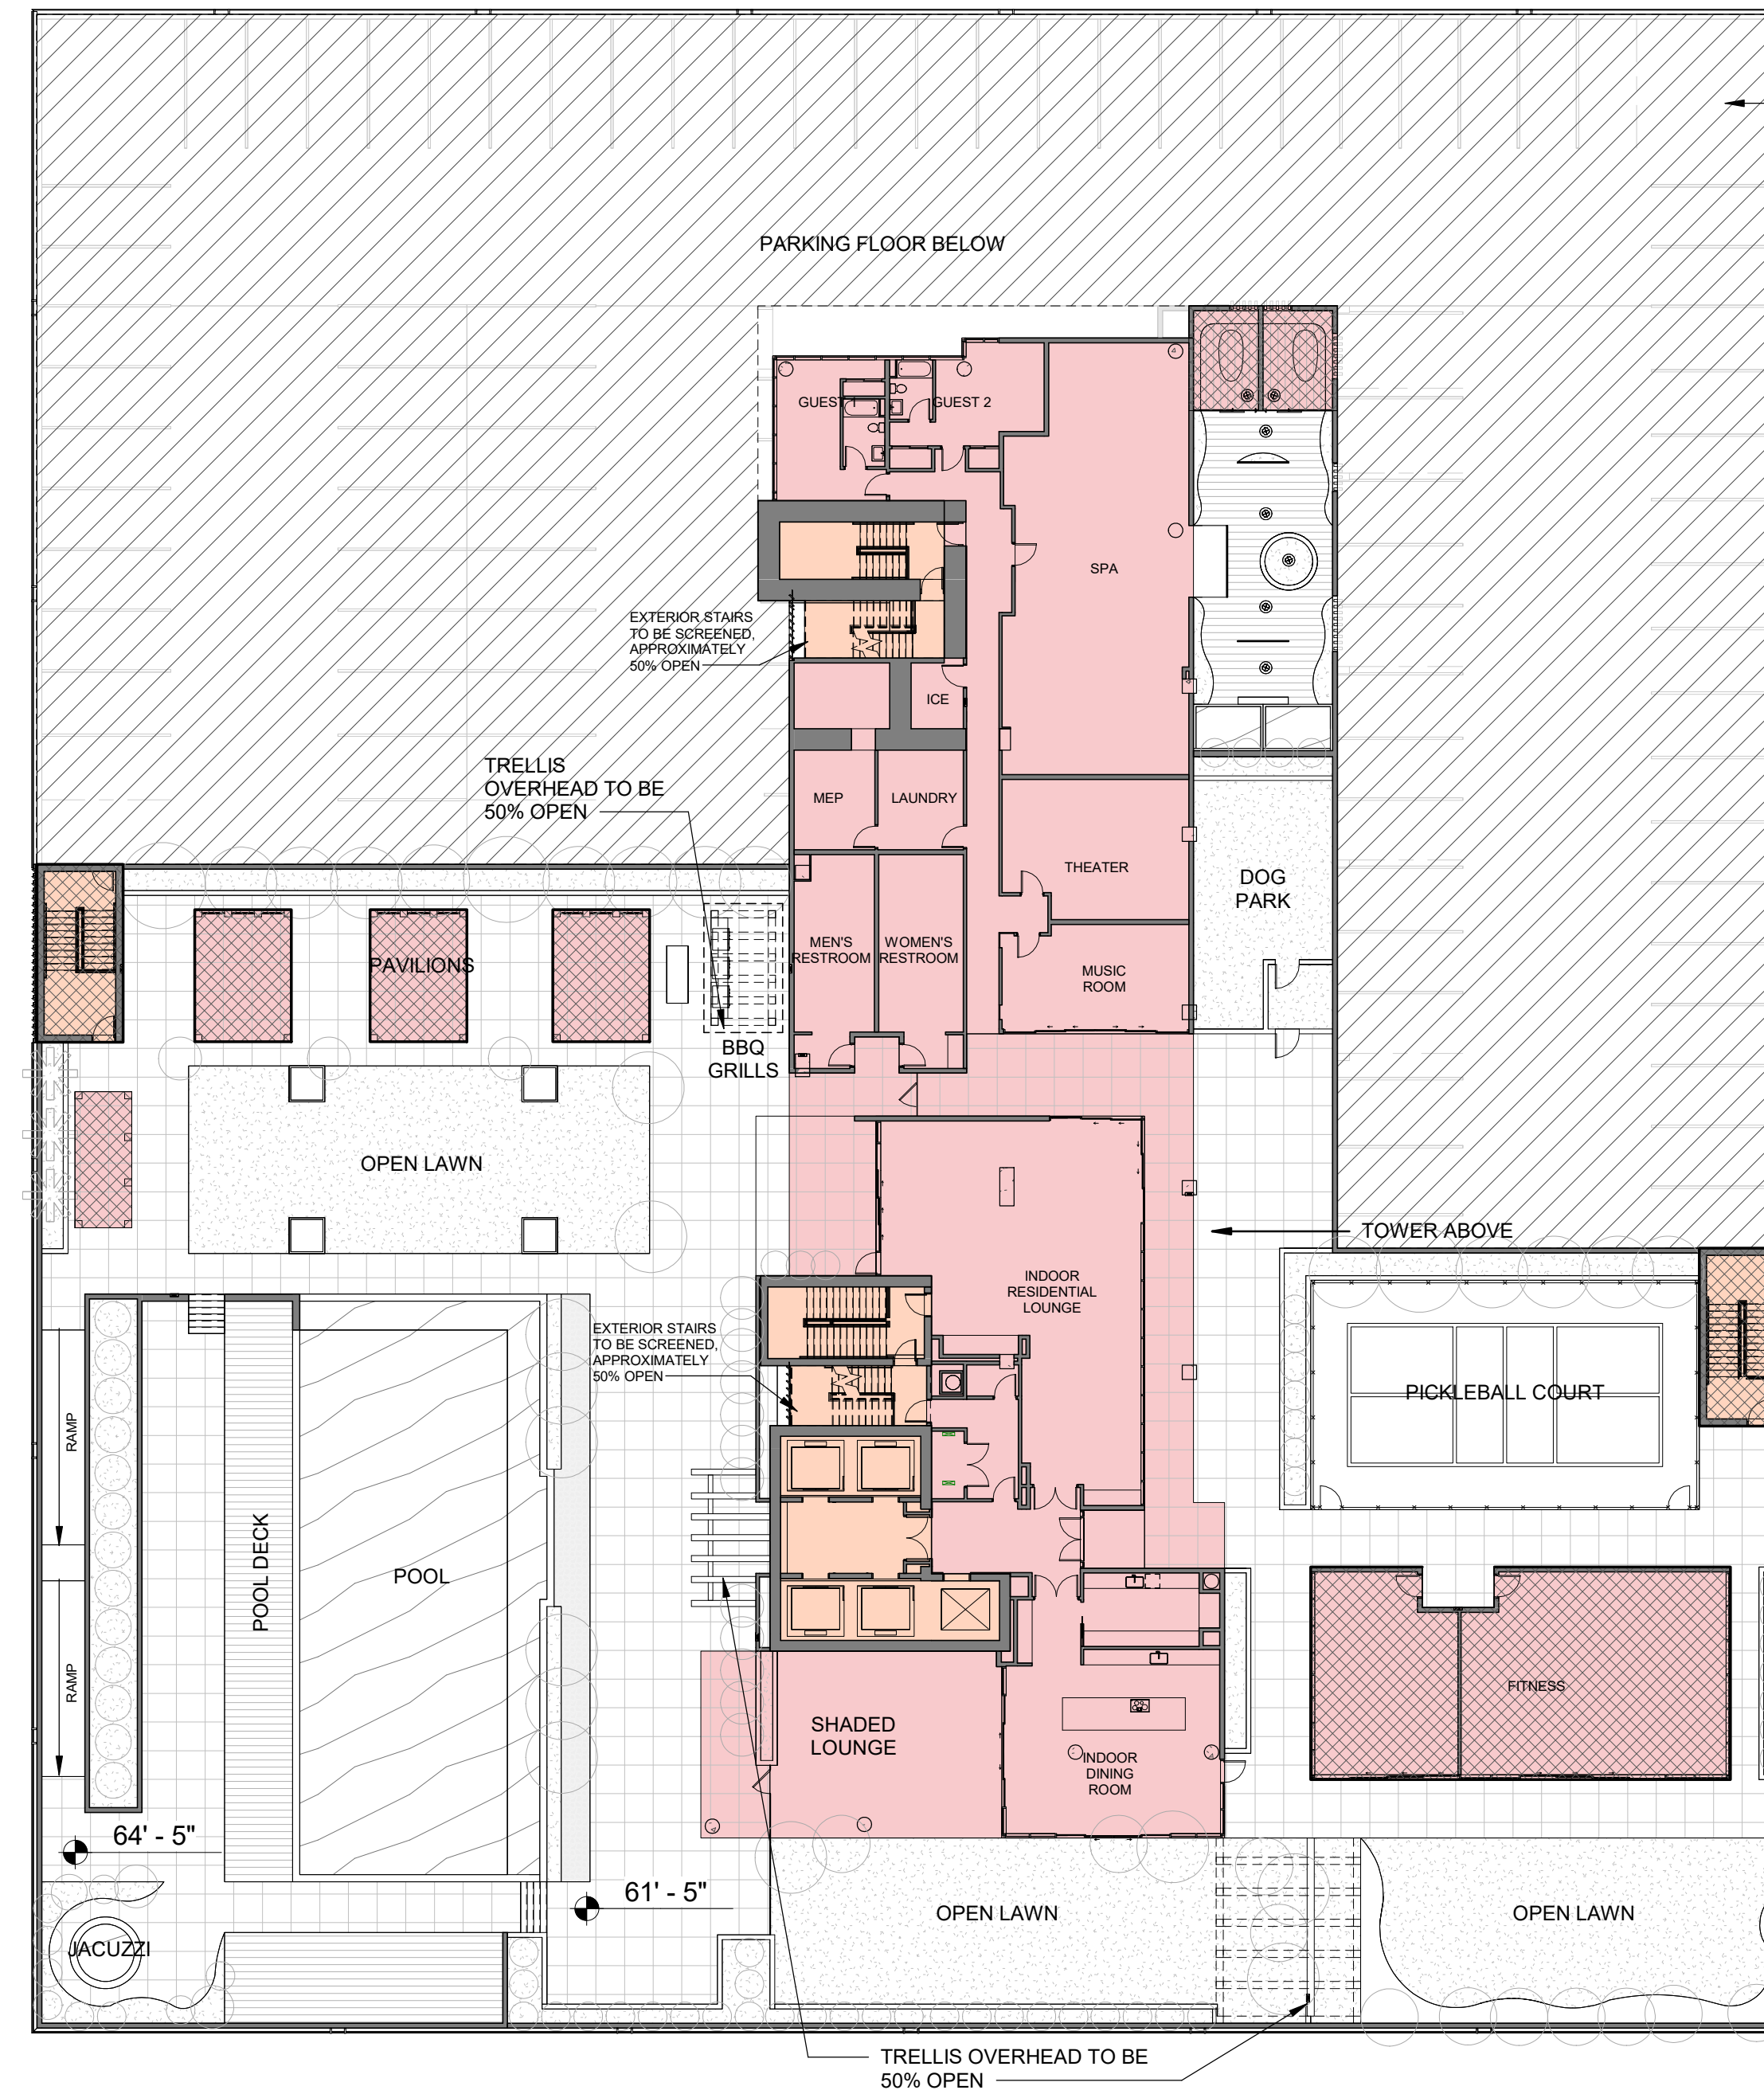 PARKING FLOOR BELOW
GUEST 1
GUEST 2
SPA
EXTERIOR STAIRS
TO BE SCREENED,
APPROXIMATELY
50% OPEN
ICE
TRELLIS
OVERHEAD TO BE
50% OPEN
MEP
LAUNDRY
THEATER
DOG
PARK
PAVILIONS
MEN'S
RESTROOM
WOMEN'S
RESTROOM
MUSIC
ROOM
BBQ
GRILLS
OPEN LAWN
TOWER ABOVE
INDOOR
RESIDENTIAL
LOUNGE
EXTERIOR STAIRS
TO BE SCREENED,
APPROXIMATELY
50% OPEN
PICKLEBALL COURT
RAMP
POOL DECK
POOL
RAMP
FITNESS
SHADED
LOUNGE
INDOOR
DINING
ROOM
64' - 5"
61' - 5"
OPEN LAWN
OPEN LAWN
JACUZZI
TRELLIS OVERHEAD TO BE
50% OPEN